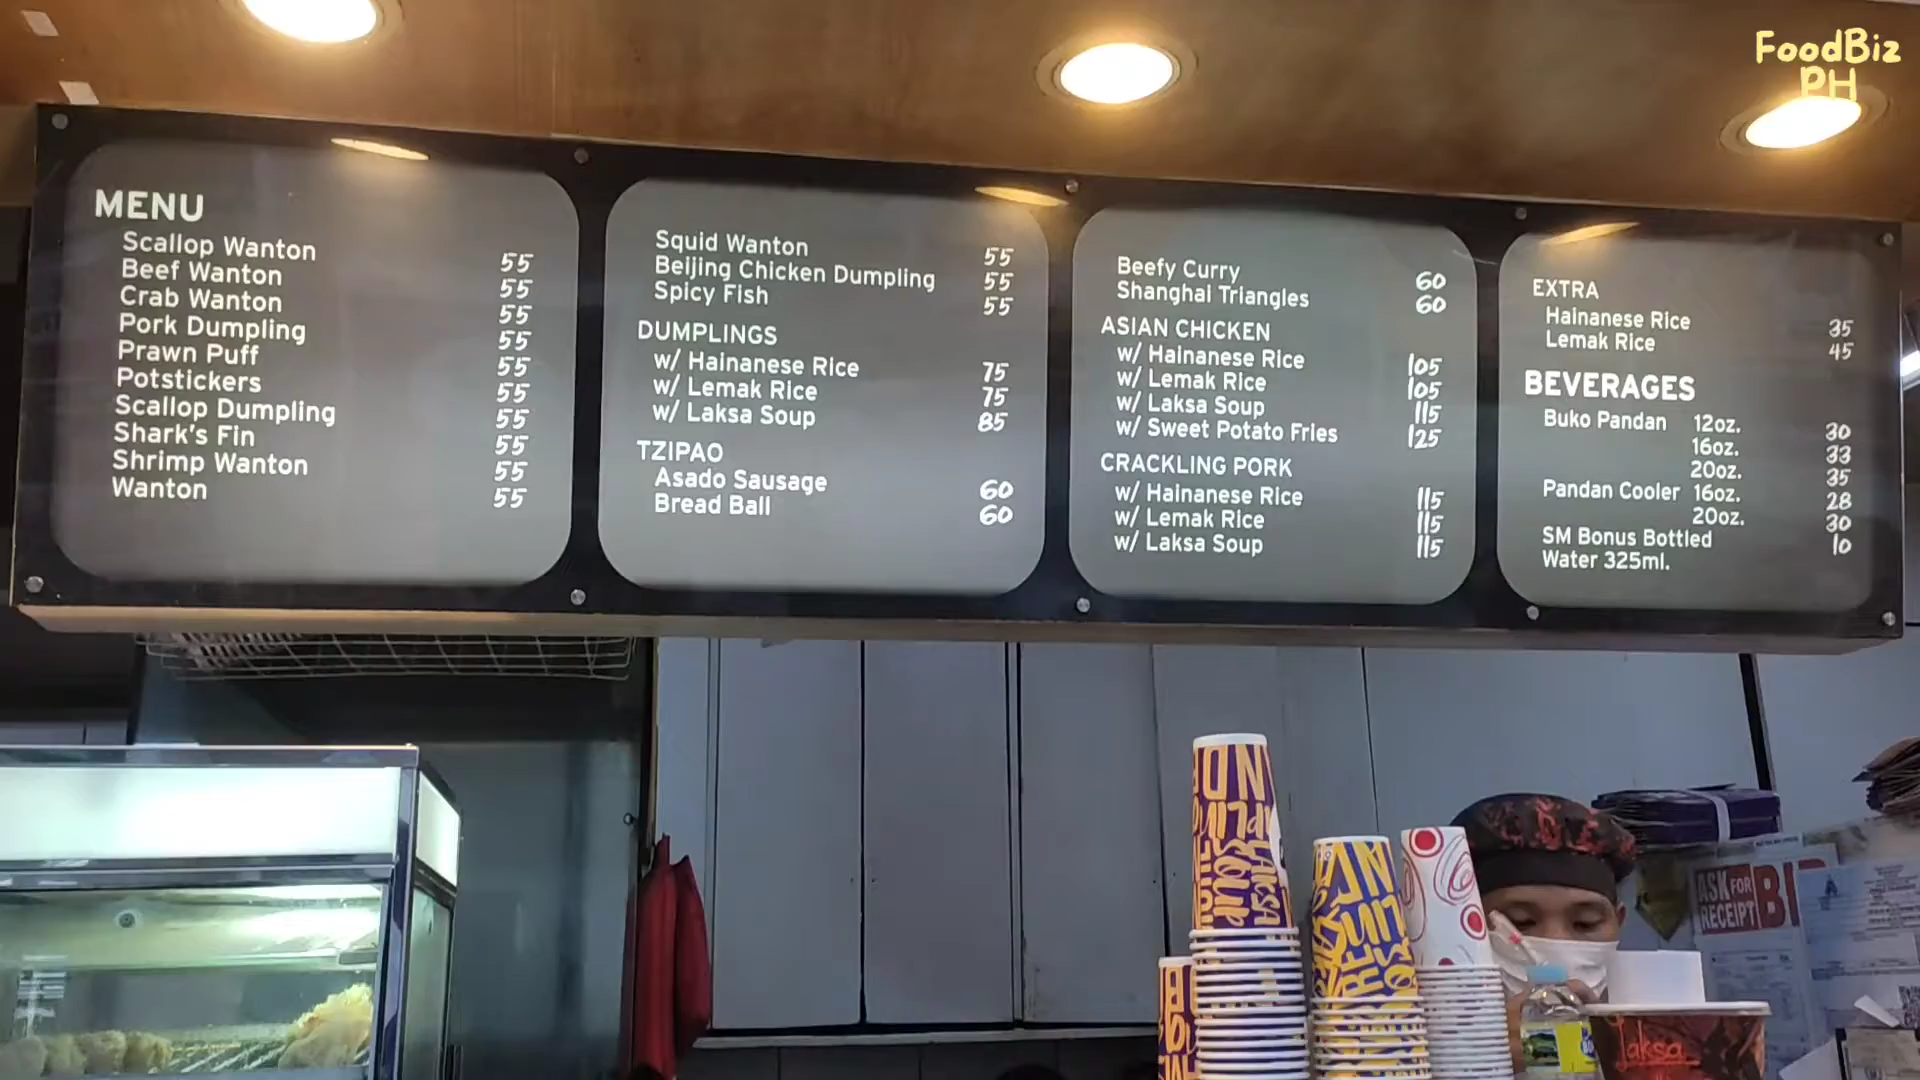 FoodBiz
PH
MENU
Scallop Wanton 55
Beef Wanton 55
Crab Wanton 55
Pork Dumpling 55
Prawn Puff 55
Potstickers 55
Scallop Dumpling 55
Shark's Fin 55
Shrimp Wanton 55
Wanton 55
Squid Wanton 55
Beijing Chicken Dumpling 55
Spicy Fish 55
DUMPLINGS
w/ Hainanese Rice 75
w/ Lemak Rice 75
w/ Laksa Soup 85
TZIPAO
Asado Sausage 60
Bread Ball 60
Beefy Curry 60
Shanghai Triangles 60
ASIAN CHICKEN
w/ Hainanese Rice 105
w/ Lemak Rice 105
w/ Laksa Soup 115
w/ Sweet Potato Fries 125
CRACKLING PORK
w/ Hainanese Rice 115
w/ Lemak Rice 115
w/ Laksa Soup 115
EXTRA
Hainanese Rice 35
Lemak Rice 45
BEVERAGES
Buko Pandan 12oz. 30
16oz. 33
20oz. 35
Pandan Cooler 16oz. 28
20oz. 30
SM Bonus Bottled 10
Water 325ml.
LAKSA
SOUP
ASK FOR
RECEIPT
Laksa